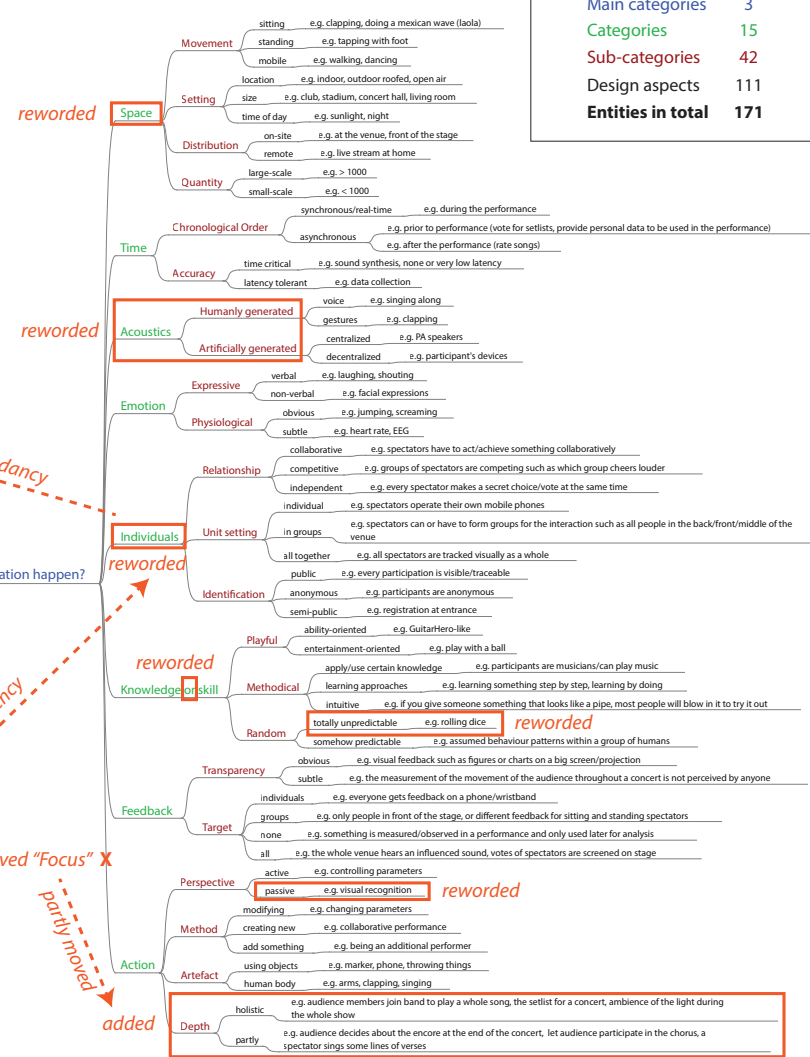 Main categories 3
Categories 15
Sub-categories 42
Design aspects 111
Entities in total 171
reworded
Space
Movement
sitting e.g. clapping, doing a mexican wave (laola)
standing e.g. tapping with foot
mobile e.g. walking, dancing
Setting
location e.g. indoor, outdoor roofed, open air
size e.g. club, stadium, concert hall, living room
time of day e.g. sunlight, night
Distribution
on-site e.g. at the venue, front of the stage
remote e.g. live stream at home
Quantity
large-scale e.g. > 1000
small-scale e.g. < 1000
Time
Chronological Order
synchronous/real-time e.g. during the performance
asynchronous
e.g. prior to performance (vote for setlists, provide personal data to be used in the performance)
e.g. after the performance (rate songs)
Accuracy
time critical e.g. sound synthesis, none or very low latency
latency tolerant e.g. data collection
reworded
Acoustics
Humanly generated
voice e.g. singing along
gestures e.g. clapping
Artificially generated
centralized e.g. PA speakers
decentralized e.g. participant's devices
Emotion
Expressive
verbal e.g. laughing, shouting
non-verbal e.g. facial expressions
Physiological
obvious e.g. jumping, screaming
subtle e.g. heart rate, EEG
dancy
Individuals
reworded
Relationship
collaborative e.g. spectators have to act/achieve something collaboratively
competitive e.g. groups of spectators are competing such as which group cheers louder
independent e.g. every spectator makes a secret choice/vote at the same time
Unit setting
individual e.g. spectators operate their own mobile phones
in groups e.g. spectators can or have to form groups for the interaction such as all people in the back/front/middle of the
venue
all together e.g. all spectators are tracked visually as a whole
Identification
public e.g. every participation is visible/traceable
anonymous e.g. participants are anonymous
semi-public e.g. registration at entrance
ation happen?
ncy
reworded
Knowledge or skill
Playful
ability-oriented e.g. GuitarHero-like
entertainment-oriented e.g. play with a ball
Methodical
apply/use certain knowledge e.g. participants are musicians/can play music
learning approaches e.g. learning something step by step, learning by doing
intuitive e.g. if you give someone something that looks like a pipe, most people will blow in it to try it out
Random
totally unpredictable e.g. rolling dice reworded
somehow predictable e.g. assumed behaviour patterns within a group of humans
Feedback
Transparency
obvious e.g. visual feedback such as figures or charts on a big screen/projection
subtle e.g. the measurement of the movement of the audience throughout a concert is not perceived by anyone
Target
individuals e.g. everyone gets feedback on a phone/wristband
groups e.g. only people in front of the stage, or different feedback for sitting and standing spectators
none e.g. something is measured/observed in a performance and only used later for analysis
all e.g. the whole venue hears an influenced sound, votes of spectators are screened on stage
ved "Focus" X
partly moved
Action
Perspective
active e.g. controlling parameters
passive e.g. visual recognition reworded
Method
modifying e.g. changing parameters
creating new e.g. collaborative performance
add something e.g. being an additional performer
Artefact
using objects e.g. marker, phone, throwing things
human body e.g. arms, clapping, singing
added
Depth
holistic e.g. audience members join band to play a whole song, the setlist for a concert, ambience of the light during
the whole show
partly e.g. audience decides about the encore at the end of the concert, let audience participate in the chorus, a
spectator sings some lines of verses